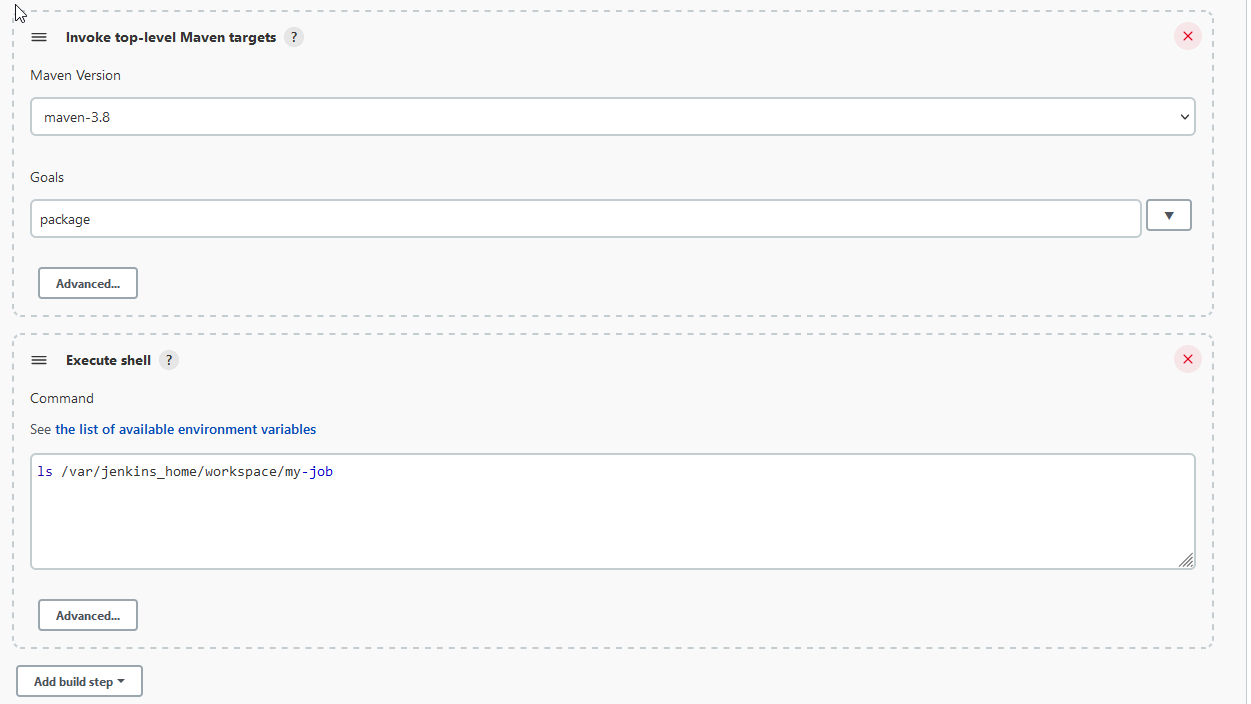 Invoke top-level Maven targets ?
Maven Version
maven-3.8
Goals
package
Advanced...
Execute shell ?
Command
See the list of available environment variables
ls /var/jenkins_home/workspace/my-job
Advanced...
Add build step